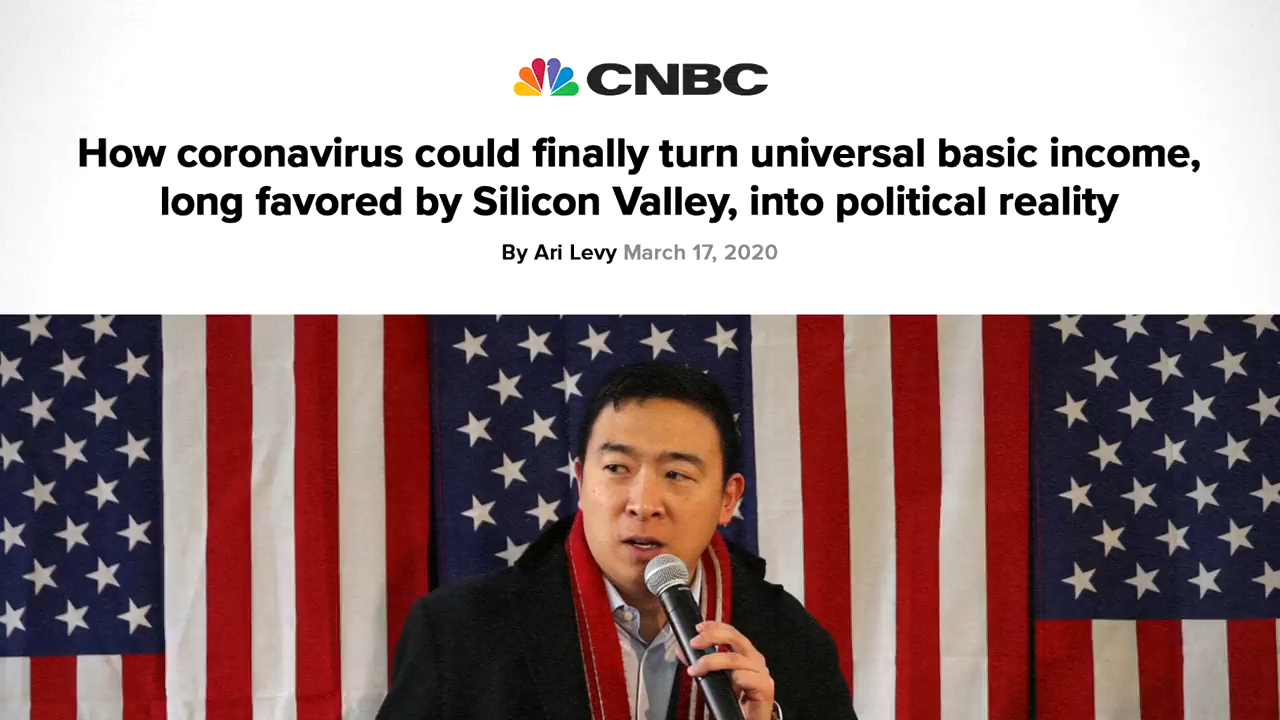 CNBC
How coronavirus could finally turn universal basic income,
long favored by Silicon Valley, into political reality
By Ari Levy March 17, 2020